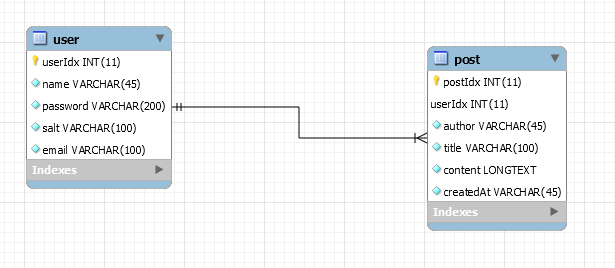 user
userIdx INT(11)
name VARCHAR(45)
password VARCHAR(200)
salt VARCHAR(100)
email VARCHAR(100)
Indexes
post
postIdx INT(11)
userIdx INT(11)
author VARCHAR(45)
title VARCHAR(100)
content LONGTEXT
createdAt VARCHAR(45)
Indexes